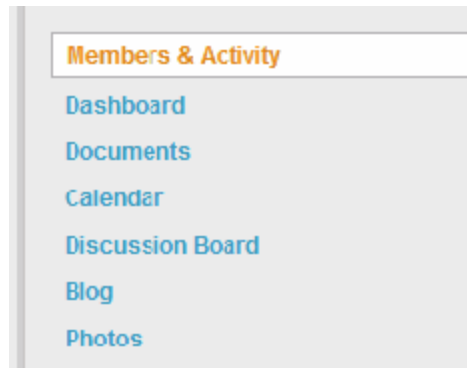 Members & Activity
Dashboard
Documents
Calendar
Discussion Board
Blog
Photos